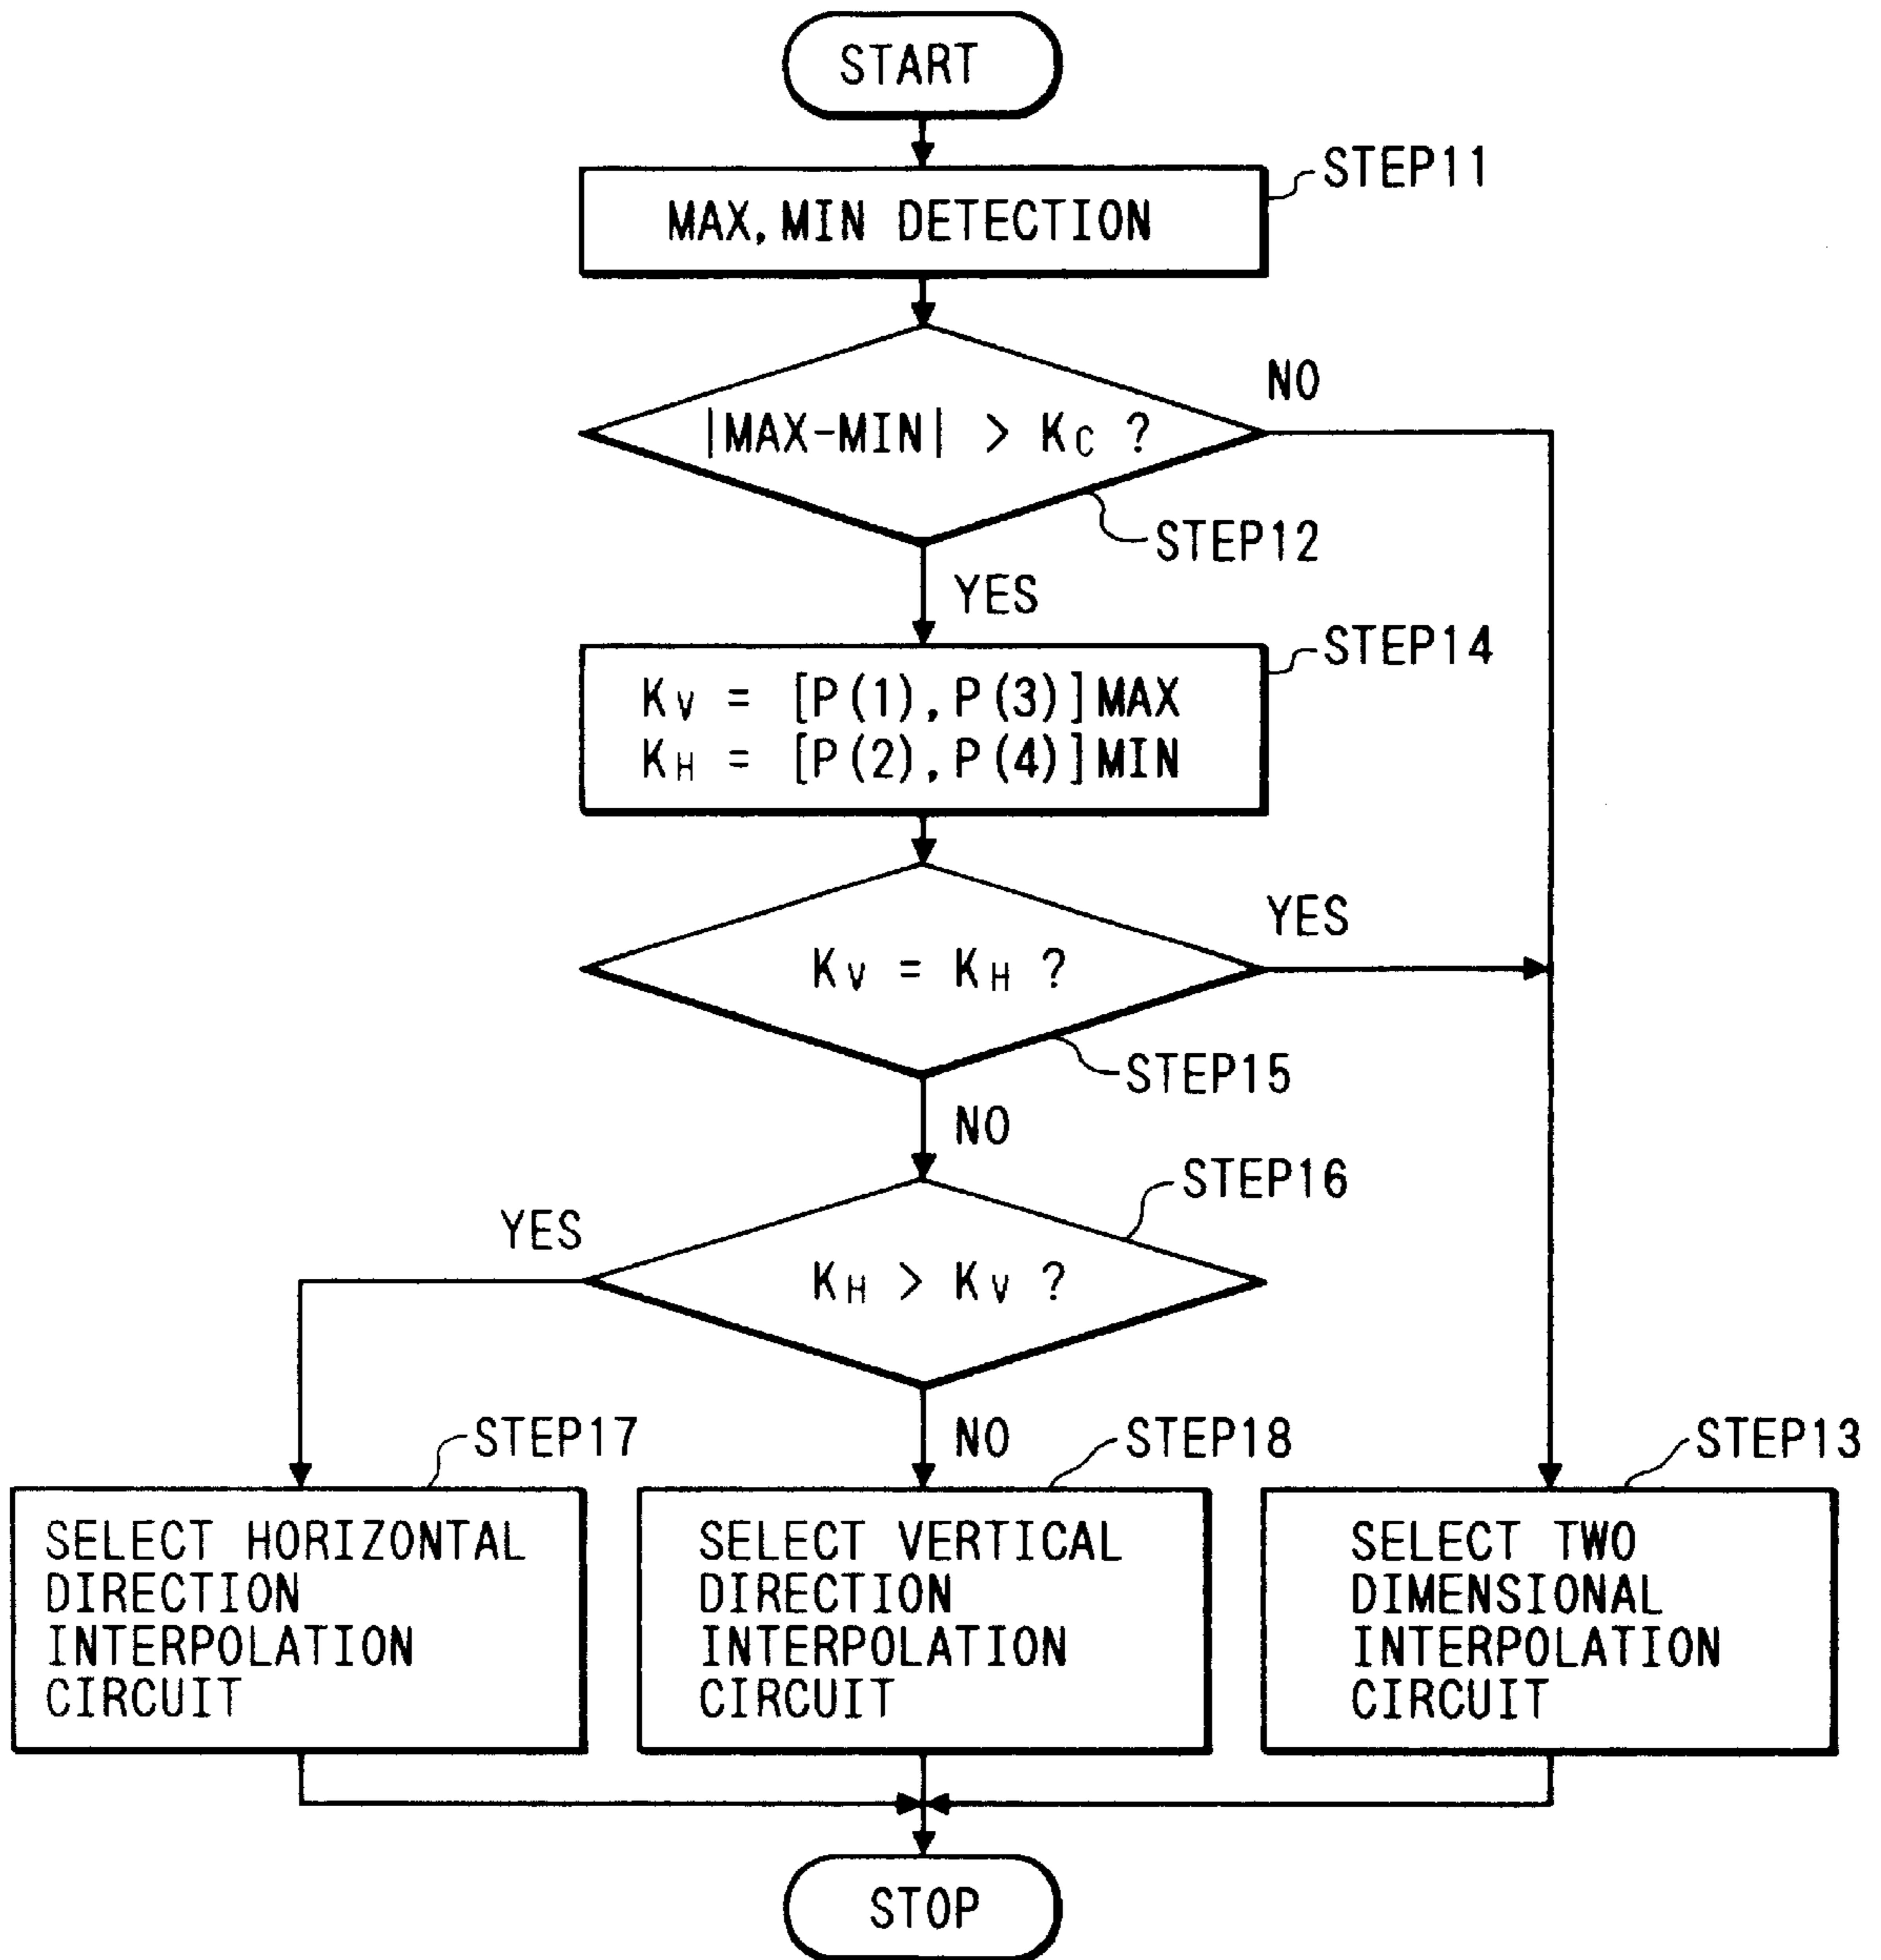 START
STEP11
MAX,MIN DETECTION
NO
|MAX-MIN| > KC ?
STEP12
YES
STEP14
KV = [P(1),P(3)]MAX
KH = [P(2),P(4)]MIN
YES
KV = KH ?
STEP15
NO
STEP16
YES
KH > KV ?
STEP17
NO
STEP18
STEP13
SELECT HORIZONTAL
DIRECTION
INTERPOLATION
CIRCUIT
SELECT VERTICAL
DIRECTION
INTERPOLATION
CIRCUIT
SELECT TWO
DIMENSIONAL
INTERPOLATION
CIRCUIT
STOP